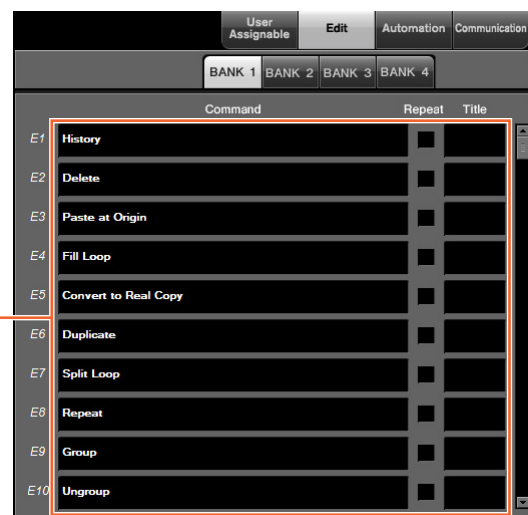 User Assignable Edit Automation Communication
BANK 1 BANK 2 BANK 3 BANK 4
Command Repeat Title
E1 History
E2 Delete
E3 Paste at Origin
E4 Fill Loop
E5 Convert to Real Copy
E6 Duplicate
E7 Split Loop
E8 Repeat
E9 Group
E10 Ungroup